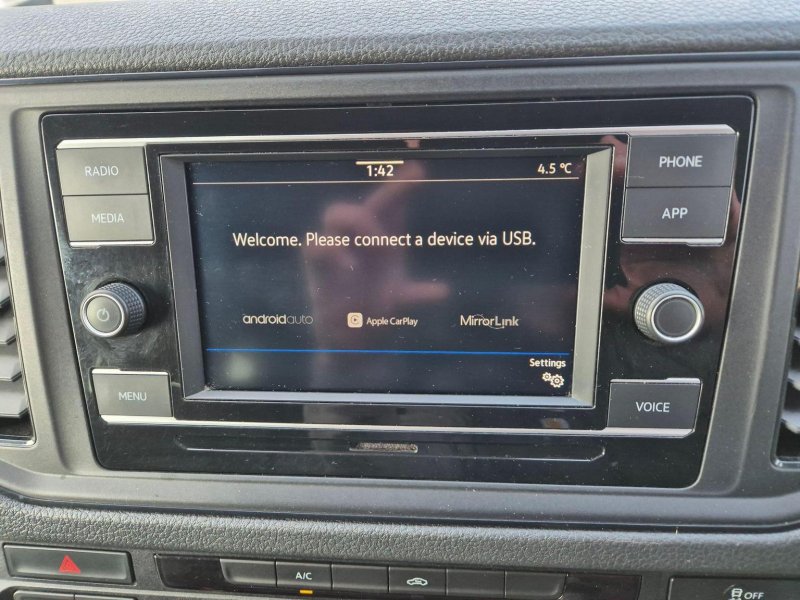 RADIO
MEDIA
MENU
1:42
4.5 °C
Welcome. Please connect a device via USB.
androidauto
Apple CarPlay
MirrorLink
Settings
PHONE
APP
VOICE
A/C
OFF